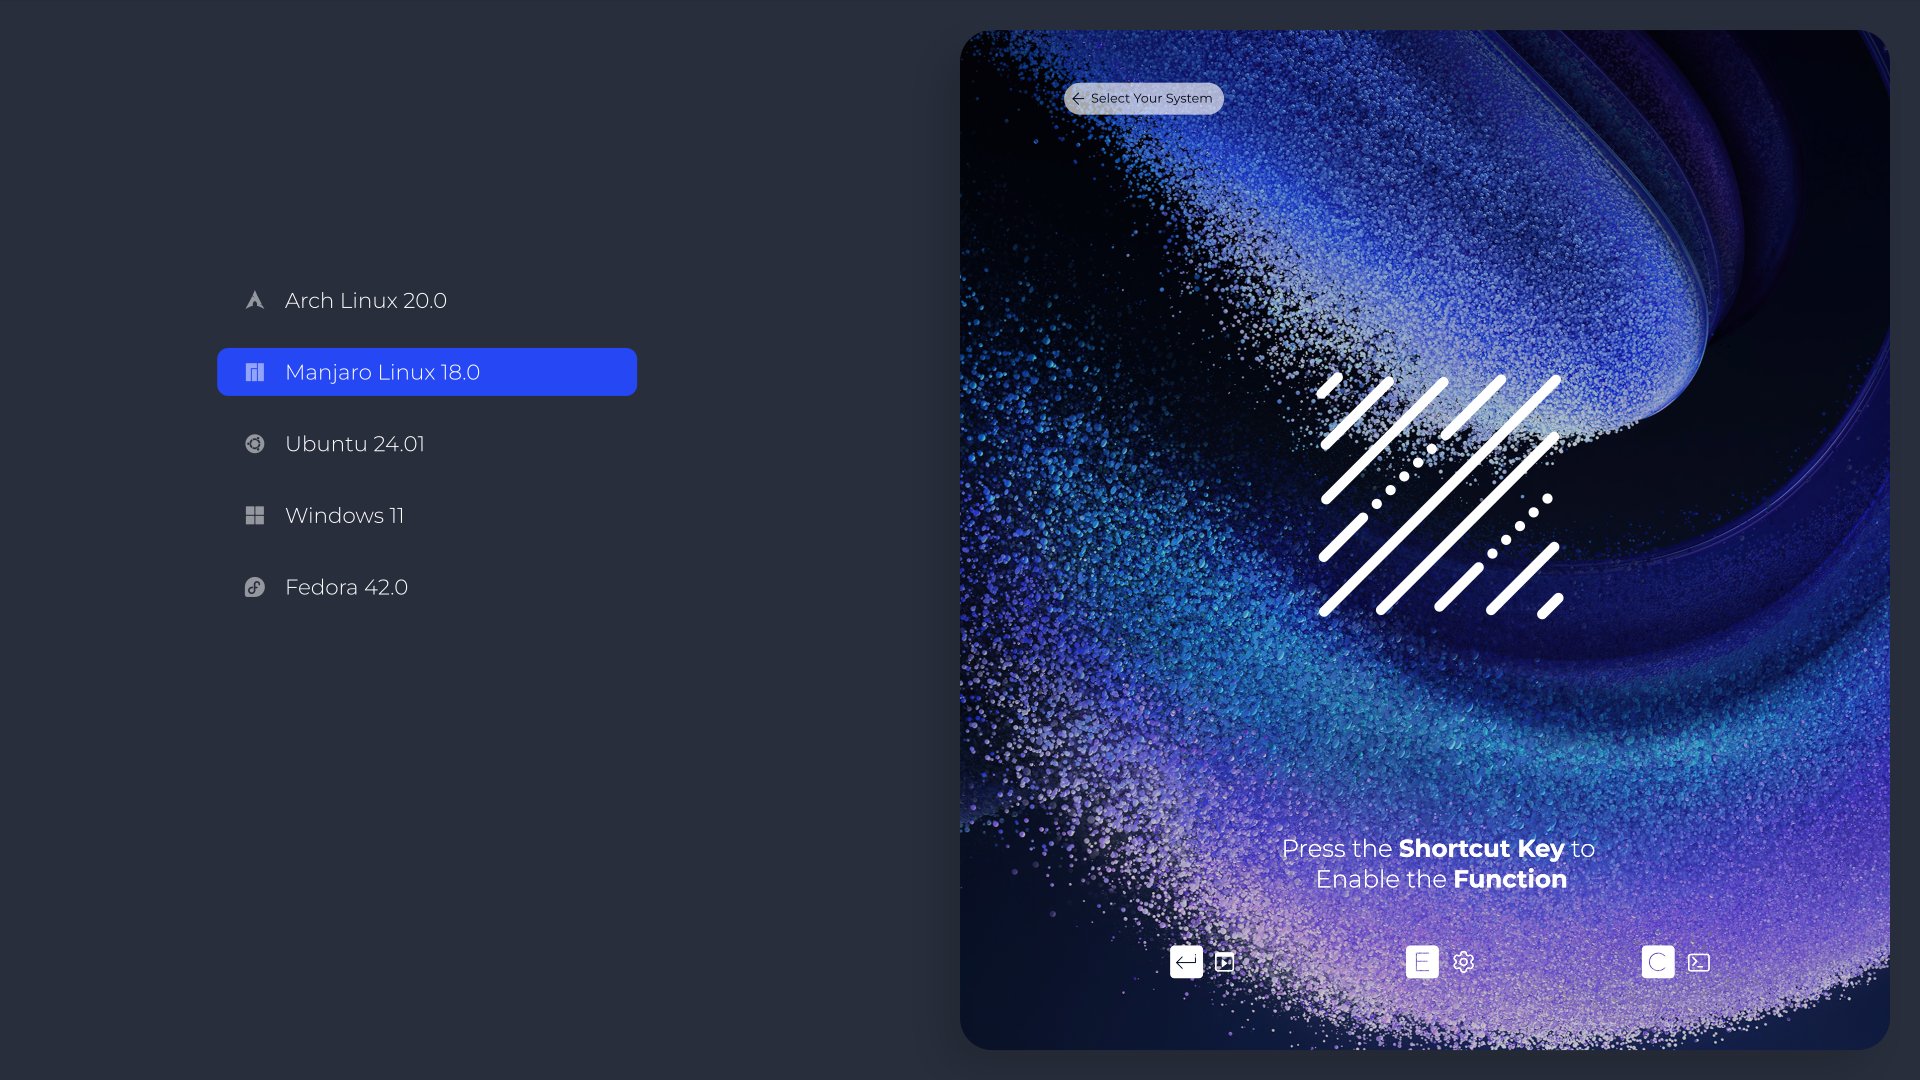 Arch Linux 20.0
Manjaro Linux 18.0
Ubuntu 24.01
Windows 11
Fedora 42.0
← Select Your System
Press the Shortcut Key to
Enable the Function
E
C